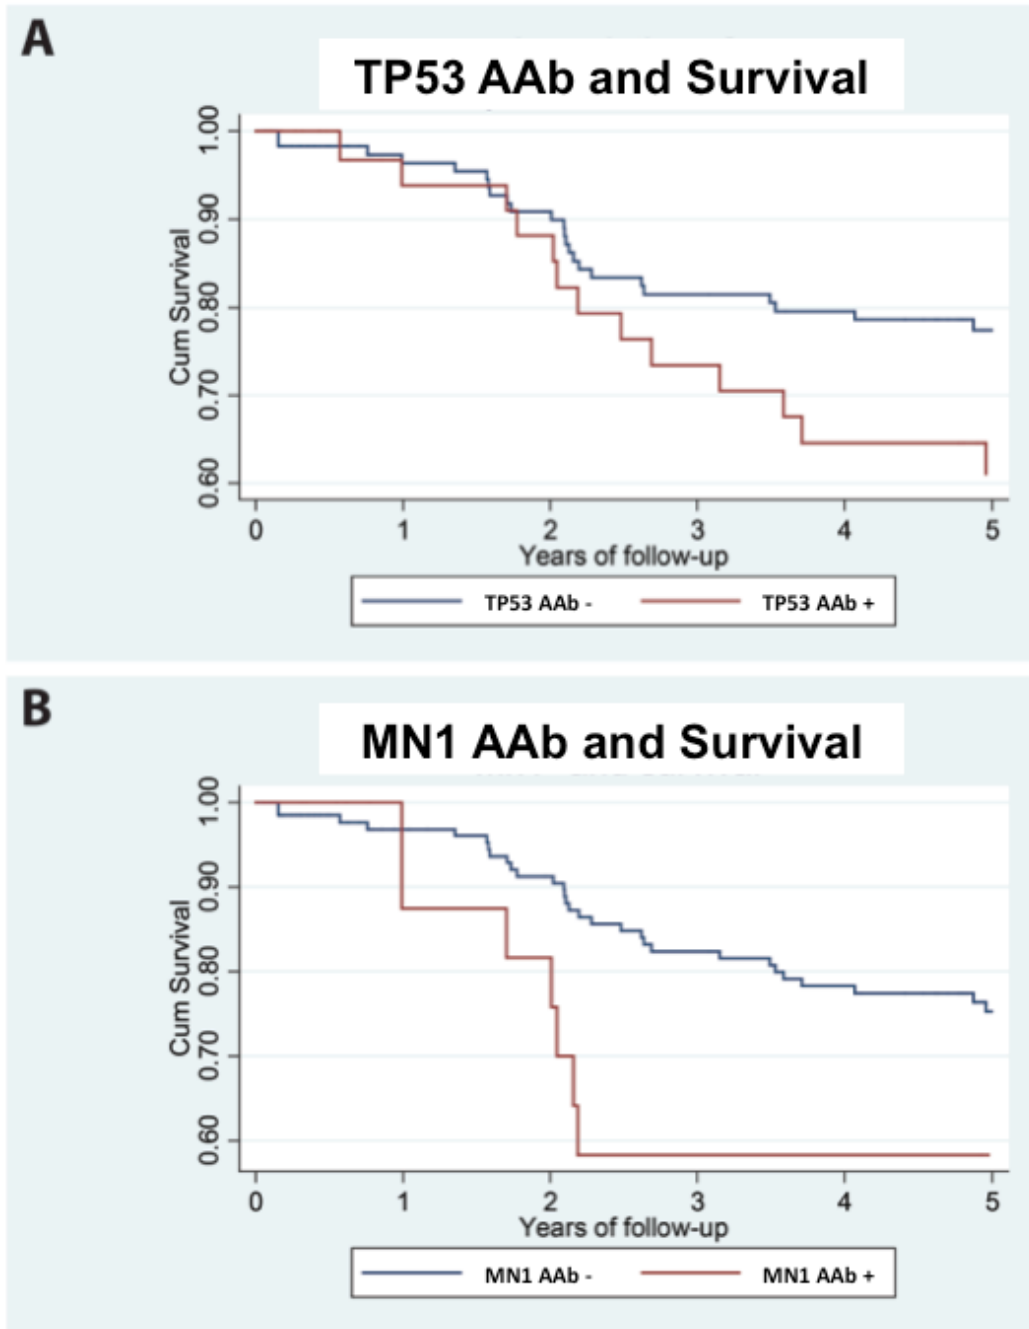 A
TP53 AAb and Survival
1.00
0.90
0.80
0.70
0.60
Cum Survival
0 1 2 3 4 5
Years of follow-up
TP53 AAb - TP53 AAb +
B
MN1 AAb and Survival
1.00
0.90
0.80
0.70
0.60
Cum Survival
0 1 2 3 4 5
Years of follow-up
MN1 AAb - MN1 AAb +